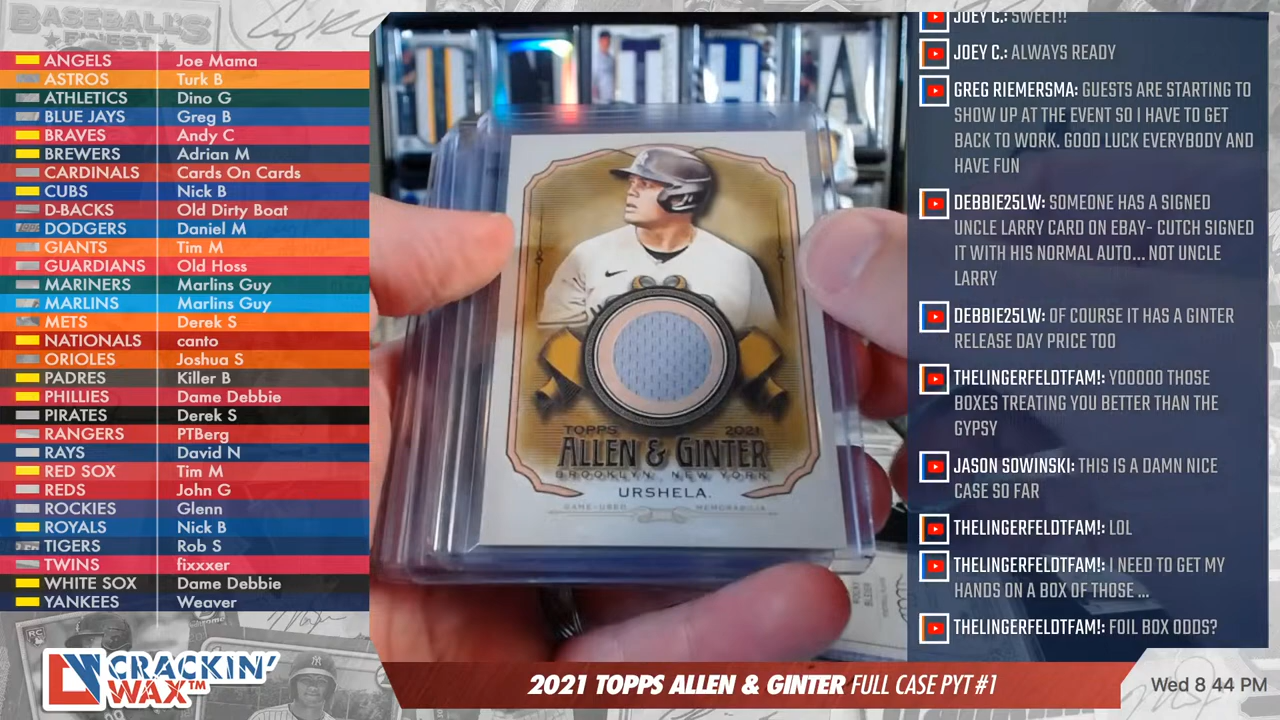 BASEBALL'S
FINEST
ANGELS Joe Mama
ASTROS Turk B
ATHLETICS Dino G
BLUE JAYS Greg B
BRAVES Andy C
BREWERS Adrian M
CARDINALS Cards On Cards
CUBS Nick B
D-BACKS Old Dirty Boat
DODGERS Daniel M
GIANTS Tim M
GUARDIANS Old Hoss
MARINERS Marlins Guy
MARLINS Marlins Guy
METS Derek S
NATIONALS canto
ORIOLES Joshua S
PADRES Killer B
PHILLIES Dame Debbie
PIRATES Derek S
RANGERS PTBerg
RAYS David N
RED SOX Tim M
REDS John G
ROCKIES Glenn
ROYALS Nick B
TIGERS Rob S
TWINS fixxxer
WHITE SOX Dame Debbie
YANKEES Weaver
RC
CRACKIN'
WAX™
TOPPS 2021
ALLEN & GINTER
BROOKLYN, NEW YORK
URSHELA.
GAME-USED MEMORABILIA
JOEY C.: SWEET!!
JOEY C.: ALWAYS READY
GREG RIEMERSMA: GUESTS ARE STARTING TO
SHOW UP AT THE EVENT SO I HAVE TO GET
BACK TO WORK. GOOD LUCK EVERYBODY AND
HAVE FUN
DEBBIE25LW: SOMEONE HAS A SIGNED
UNCLE LARRY CARD ON EBAY- CUTCH SIGNED
IT WITH HIS NORMAL AUTO... NOT UNCLE
LARRY
DEBBIE25LW: OF COURSE IT HAS A GINTER
RELEASE DAY PRICE TOO
THELINGERFELDTFAM!: YOOOOO THOSE
BOXES TREATING YOU BETTER THAN THE
GYPSY
JASON SOWINSKI: THIS IS A DAMN NICE
CASE SO FAR
THELINGERFELDTFAM!: LOL
THELINGERFELDTFAM!: I NEED TO GET MY
HANDS ON A BOX OF THOSE ...
THELINGERFELDTFAM!: FOIL BOX ODDS?
2021 TOPPS ALLEN & GINTER FULL CASE PYT #1
Wed 8 44 PM